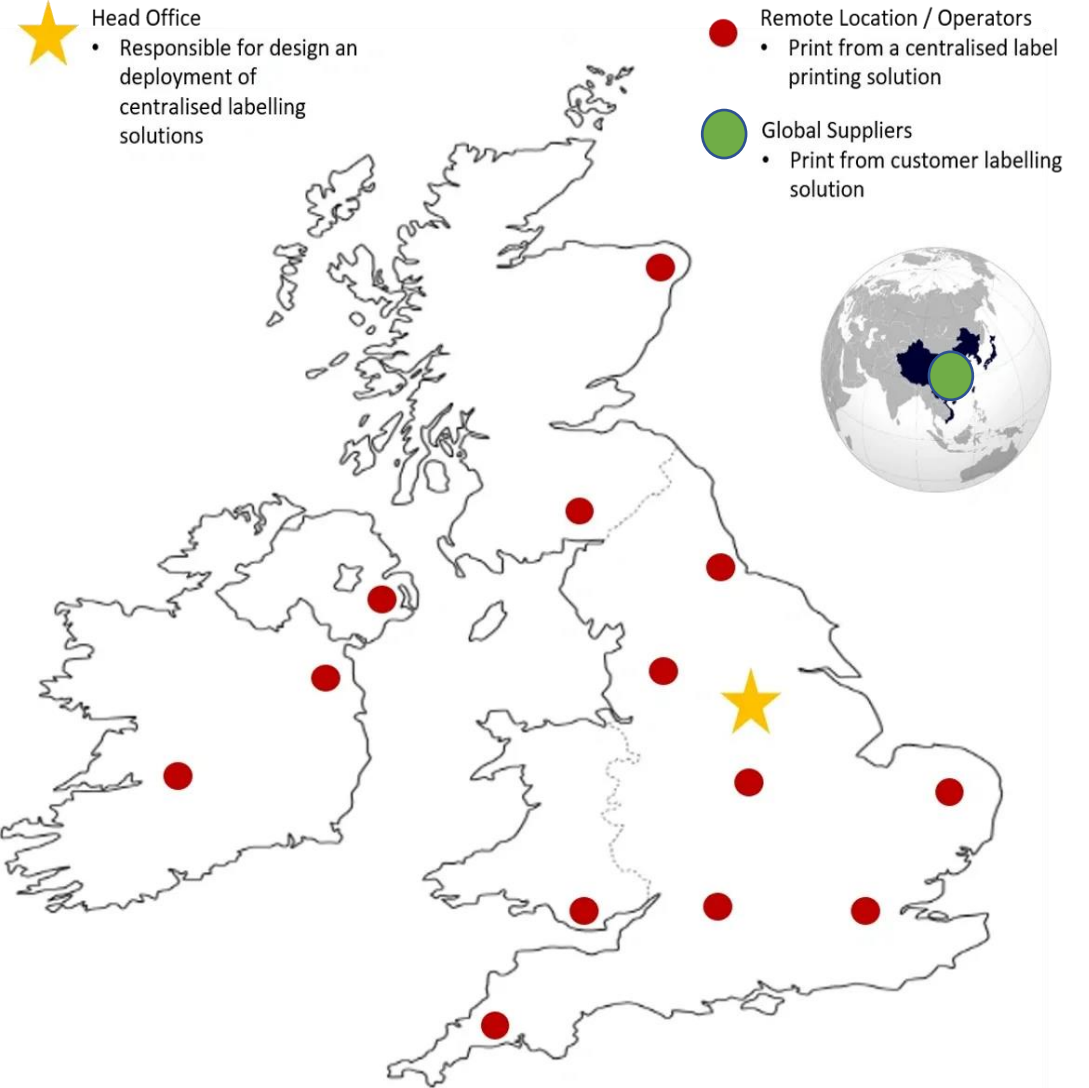 Head Office
• Responsible for design an
deployment of
centralised labelling
solutions
Remote Location / Operators
• Print from a centralised label
printing solution
Global Suppliers
• Print from customer labelling
solution